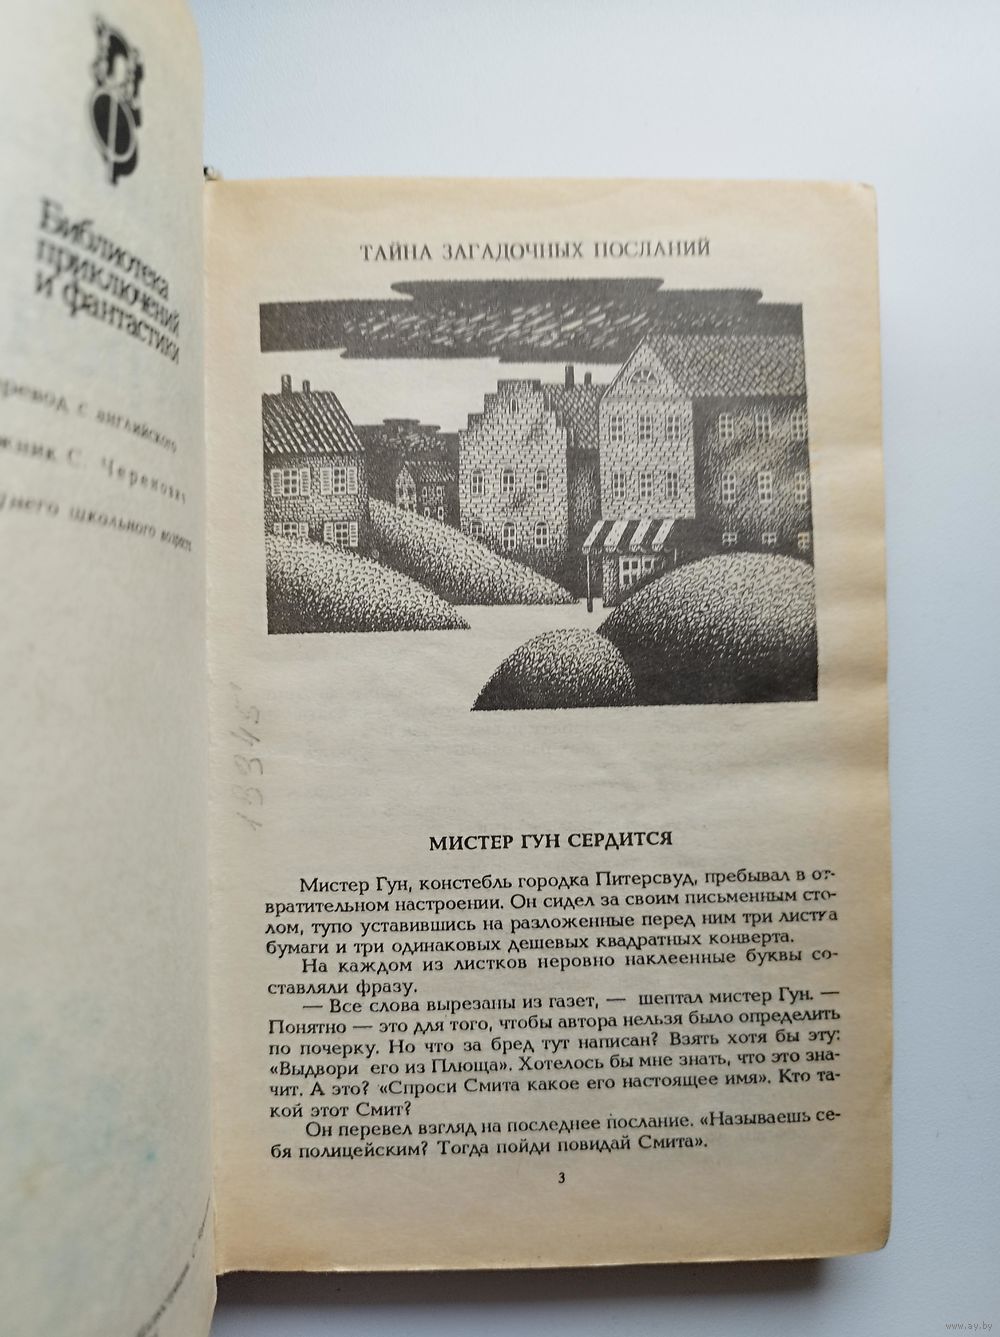 Библиотека
приключений
и фантастики
с английского
С.
школьного возраста
ТАЙНА ЗАГАДОЧНЫХ ПОСЛАНИЙ
МИСТЕР ГУН СЕРДИТСЯ
Мистер Гун, констебль городка Питерсвуд, пребывал в от-
вратительном настроении. Он сидел за своим письменным сто-
лом, тупо уставившись на разложенные перед ним три листка
бумаги и три одинаковых дешевых квадратных конверта.
На каждом из листков неровно наклеенные буквы со-
ставляли фразу.
— Все слова вырезаны из газет, — шептал мистер Гун. —
Понятно — это для того, чтобы автора нельзя было определить
по почерку. Но что за бред тут написан? Взять хотя бы эту:
«Выдвори его из Плюща». Хотелось бы мне знать, что это зна-
чит. А это? «Спроси Смита какое его настоящее имя». Кто та-
кой этот Смит?
Он перевел взгляд на последнее послание. «Называешь се-
бя полицейским? Тогда пойди повидай Смита».
3
www.ay.by